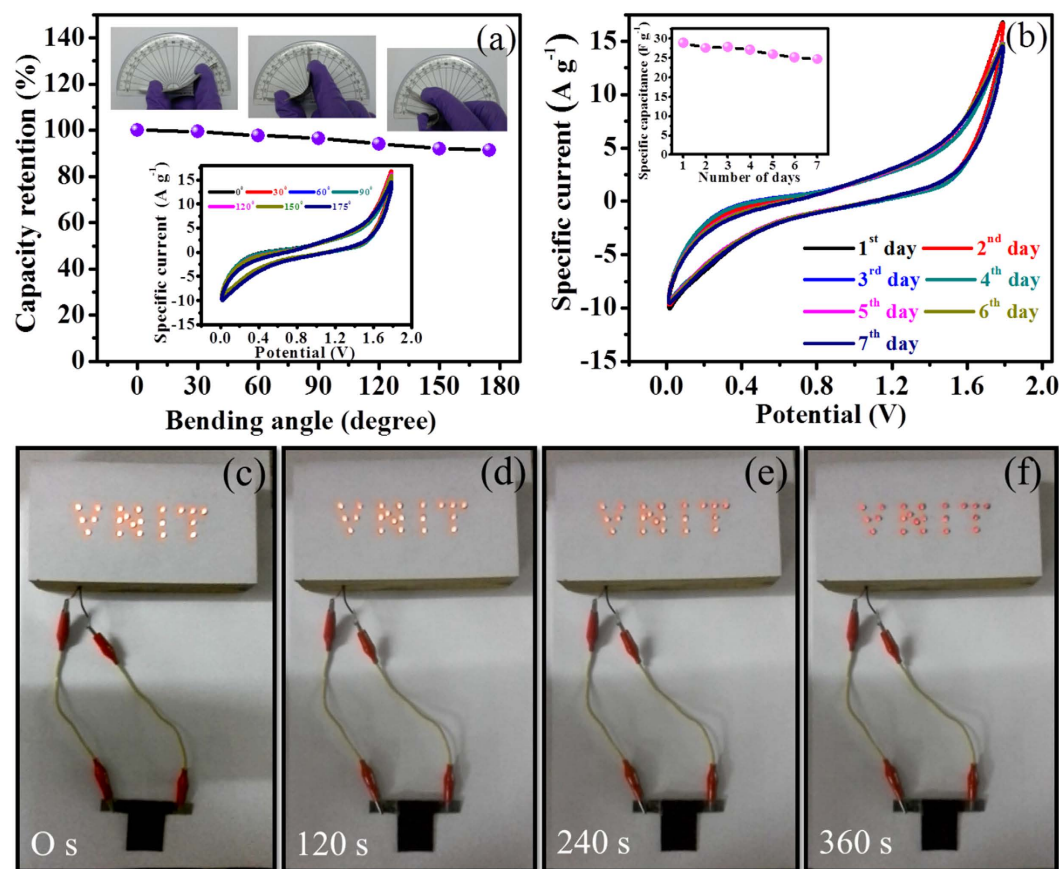 (a)
140
120
100
80
60
40
20
0
Capacity retention (%)
0 30 60 90 120 150 180
Bending angle (degree)
0° 30° 60° 90°
120° 150° 175°
15
10
5
0
-5
-10
-15
Specific current (A g⁻¹)
0.0 0.4 0.8 1.2 1.6 2.0
Potential (V)
(b)
15
10
5
0
-5
-10
-15
Specific current (A g⁻¹)
30
25
20
15
10
5
0
Specific capacitance (F g⁻¹)
1 2 3 4 5 6 7
Number of days
1st day 2nd day
3rd day 4th day
5th day 6th day
7th day
0.0 0.4 0.8 1.2 1.6 2.0
Potential (V)
(c)
VNIT
O s
(d)
VNIT
120 s
(e)
VNIT
240 s
(f)
VNIT
360 s